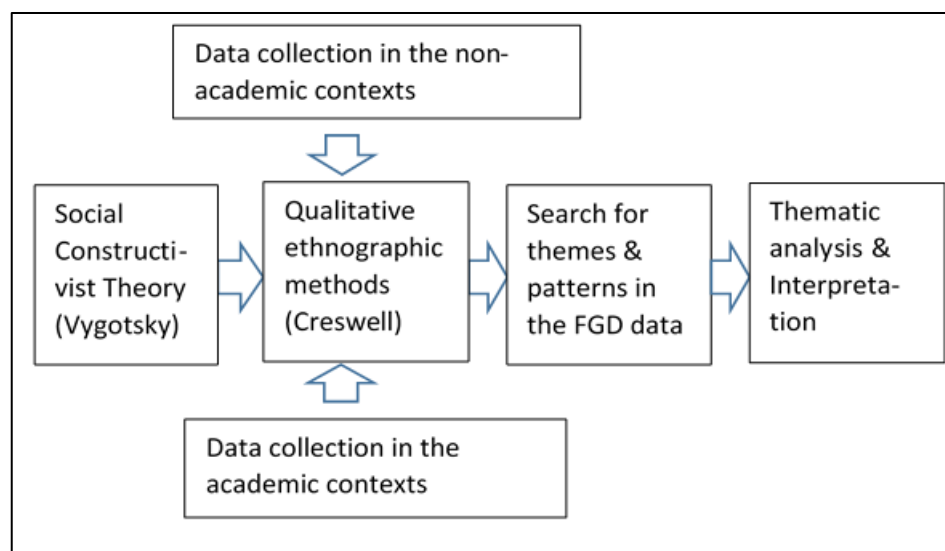 Data collection in the non-
academic contexts
Social
Constructi-
vist Theory
(Vygotsky)
Qualitative
ethnographic
methods
(Creswell)
Search for
themes &
patterns in
the FGD data
Thematic
analysis &
Interpreta-
tion
Data collection in the
academic contexts